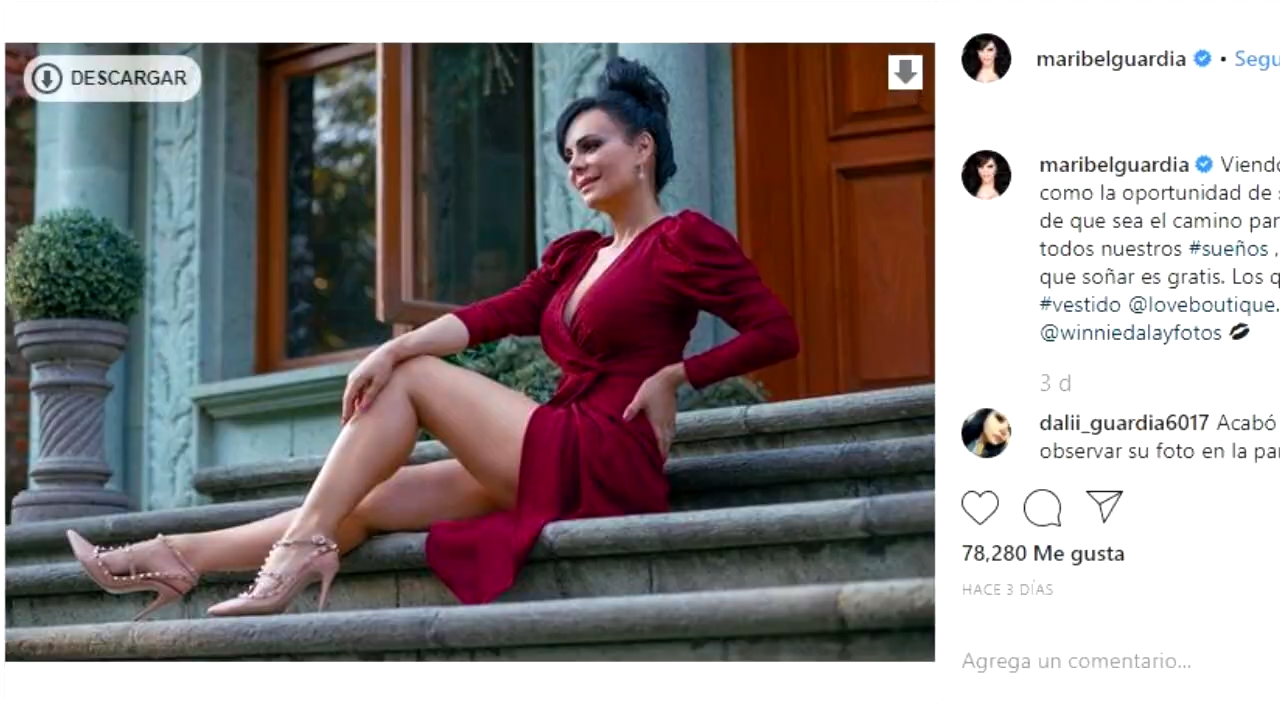 DESCARGAR
maribelguardia • Segu
maribelguardia Viendo
como la oportunidad de s
de que sea el camino par
todos nuestros #sueños ,
que soñar es gratis. Los q
#vestido @loveboutique.
@winniedalayfotos
3 d
dalii_guardia6017 Acabó
observar su foto en la pa
78,280 Me gusta
HACE 3 DÍAS
Agrega un comentario...